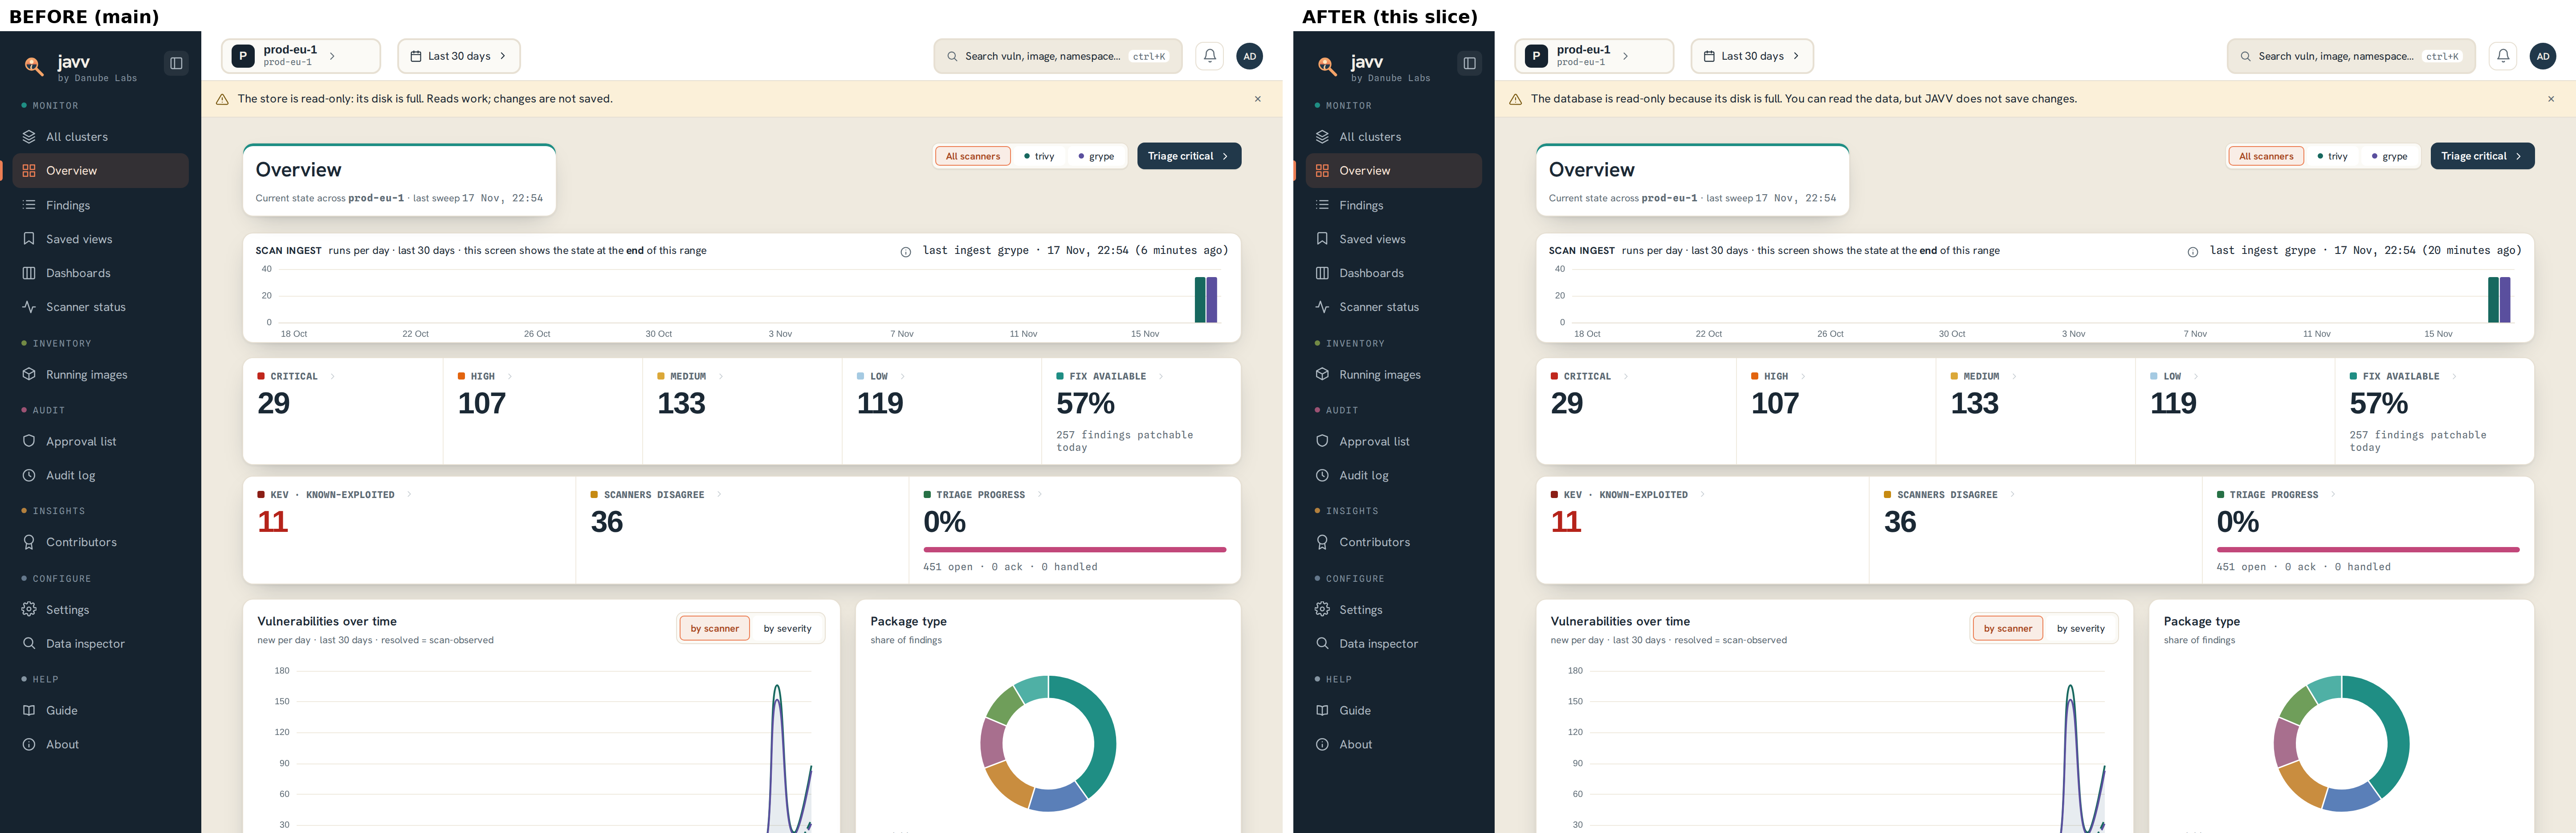 BEFORE (main)
javv
by Danube Labs
MONITOR
All clusters
Overview
Findings
Saved views
Dashboards
Scanner status
INVENTORY
Running images
AUDIT
Approval list
Audit log
INSIGHTS
Contributors
CONFIGURE
Settings
Data inspector
HELP
Guide
About
P
prod-eu-1
prod-eu-1
Last 30 days
Search vuln, image, namespace... ctrl+K
AD
The store is read-only: its disk is full. Reads work; changes are not saved.
Overview
Current state across prod-eu-1 · last sweep 17 Nov, 22:54
All scanners trivy grype
Triage critical
SCAN INGEST runs per day · last 30 days · this screen shows the state at the end of this range
last ingest grype · 17 Nov, 22:54 (6 minutes ago)
40
20
0
18 Oct 22 Oct 26 Oct 30 Oct 3 Nov 7 Nov 11 Nov 15 Nov
CRITICAL
29
HIGH
107
MEDIUM
133
LOW
119
FIX AVAILABLE
57%
257 findings patchable
today
KEV · KNOWN-EXPLOITED
11
SCANNERS DISAGREE
36
TRIAGE PROGRESS
0%
451 open · 0 ack · 0 handled
Vulnerabilities over time
new per day · last 30 days · resolved = scan-observed
by scanner by severity
180
150
120
90
60
30
Package type
share of findings
AFTER (this slice)
javv
by Danube Labs
MONITOR
All clusters
Overview
Findings
Saved views
Dashboards
Scanner status
INVENTORY
Running images
AUDIT
Approval list
Audit log
INSIGHTS
Contributors
CONFIGURE
Settings
Data inspector
HELP
Guide
About
P
prod-eu-1
prod-eu-1
Last 30 days
Search vuln, image, namespace... ctrl+K
AD
The database is read-only because its disk is full. You can read the data, but JAVV does not save changes.
Overview
Current state across prod-eu-1 · last sweep 17 Nov, 22:54
All scanners trivy grype
Triage critical
SCAN INGEST runs per day · last 30 days · this screen shows the state at the end of this range
last ingest grype · 17 Nov, 22:54 (20 minutes ago)
40
20
0
18 Oct 22 Oct 26 Oct 30 Oct 3 Nov 7 Nov 11 Nov 15 Nov
CRITICAL
29
HIGH
107
MEDIUM
133
LOW
119
FIX AVAILABLE
57%
257 findings patchable
today
KEV · KNOWN-EXPLOITED
11
SCANNERS DISAGREE
36
TRIAGE PROGRESS
0%
451 open · 0 ack · 0 handled
Vulnerabilities over time
new per day · last 30 days · resolved = scan-observed
by scanner by severity
180
150
120
90
60
30
Package type
share of findings